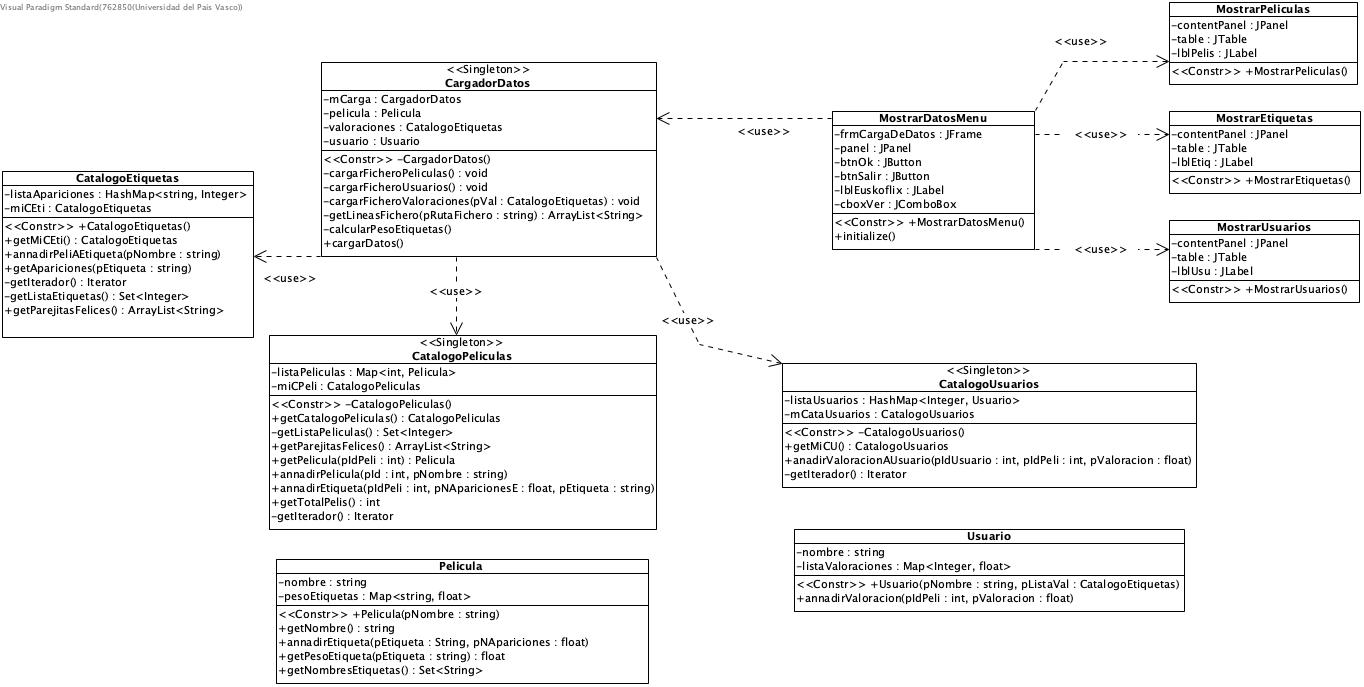 Visual Paradigm Standard(762850(Universidad del Pais Vasco))
<<Singleton>>
CargadorDatos
-mCarga : CargadorDatos
-pelicula : Pelicula
-valoraciones : CatalogoEtiquetas
-usuario : Usuario
<<Constr>> -CargadorDatos()
-cargarFicheroPeliculas() : void
-cargarFicheroUsuarios() : void
-cargarFicheroValoraciones(pVal : CatalogoEtiquetas) : void
-getLineasFichero(pRutaFichero : string) : ArrayList<String>
-calcularPesoEtiquetas()
+cargarDatos()
<<use>>
MostrarDatosMenu
-frmCargaDeDatos : JFrame
-panel : JPanel
-btnOk : JButton
-btnSalir : JButton
-lblEuskoflix : JLabel
-cboxVer : JComboBox
<<Constr>> +MostrarDatosMenu()
+initialize()
<<use>>
MostrarPeliculas
-contentPanel : JPanel
-table : JTable
-lblPelis : JLabel
<<Constr>> +MostrarPeliculas()
<<use>>
MostrarEtiquetas
-contentPanel : JPanel
-table : JTable
-lblEtiq : JLabel
<<Constr>> +MostrarEtiquetas()
<<use>>
MostrarUsuarios
-contentPanel : JPanel
-table : JTable
-lblUsu : JLabel
<<Constr>> +MostrarUsuarios()
CatalogoEtiquetas
-listaApariciones : HashMap<string, Integer>
-miCEti : CatalogoEtiquetas
<<Constr>> +CatalogoEtiquetas()
+getMiCEti() : CatalogoEtiquetas
+annadirPeliAEtiqueta(pNombre : string)
+getApariciones(pEtiqueta : string)
-getIterador() : Iterator
-getListaEtiquetas() : Set<Integer>
+getParejitasFelices() : ArrayList<String>
<<use>>
<<use>>
<<use>>
<<Singleton>>
CatalogoPeliculas
-listaPeliculas : Map<int, Pelicula>
-miCPeli : CatalogoPeliculas
<<Constr>> -CatalogoPeliculas()
+getCatalogoPeliculas() : CatalogoPeliculas
-getListaPeliculas() : Set<Integer>
+getParejitasFelices() : ArrayList<String>
+getPelicula(pIdPeli : int) : Pelicula
+annadirPelicula(pId : int, pNombre : string)
+annadirEtiqueta(pIdPeli : int, pNAparicionesE : float, pEtiqueta : string)
+getTotalPelis() : int
-getIterador() : Iterator
<<Singleton>>
CatalogoUsuarios
-listaUsuarios : HashMap<Integer, Usuario>
-mCataUsuarios : CatalogoUsuarios
<<Constr>> -CatalogoUsuarios()
+getMiCU() : CatalogoUsuarios
+anadirValoracionAUsuario(pIdUsuario : int, pIdPeli : int, pValoracion : float)
-getIterador() : Iterator
Pelicula
-nombre : string
-pesoEtiquetas : Map<string, float>
<<Constr>> +Pelicula(pNombre : string)
+getNombre() : string
+annadirEtiqueta(pEtiqueta : String, pNApariciones : float)
+getPesoEtiqueta(pEtiqueta : string) : float
+getNombresEtiquetas() : Set<String>
Usuario
-nombre : string
-listaValoraciones : Map<Integer, float>
<<Constr>> +Usuario(pNombre : string, pListaVal : CatalogoEtiquetas)
+annadirValoracion(pIdPeli : int, pValoracion : float)